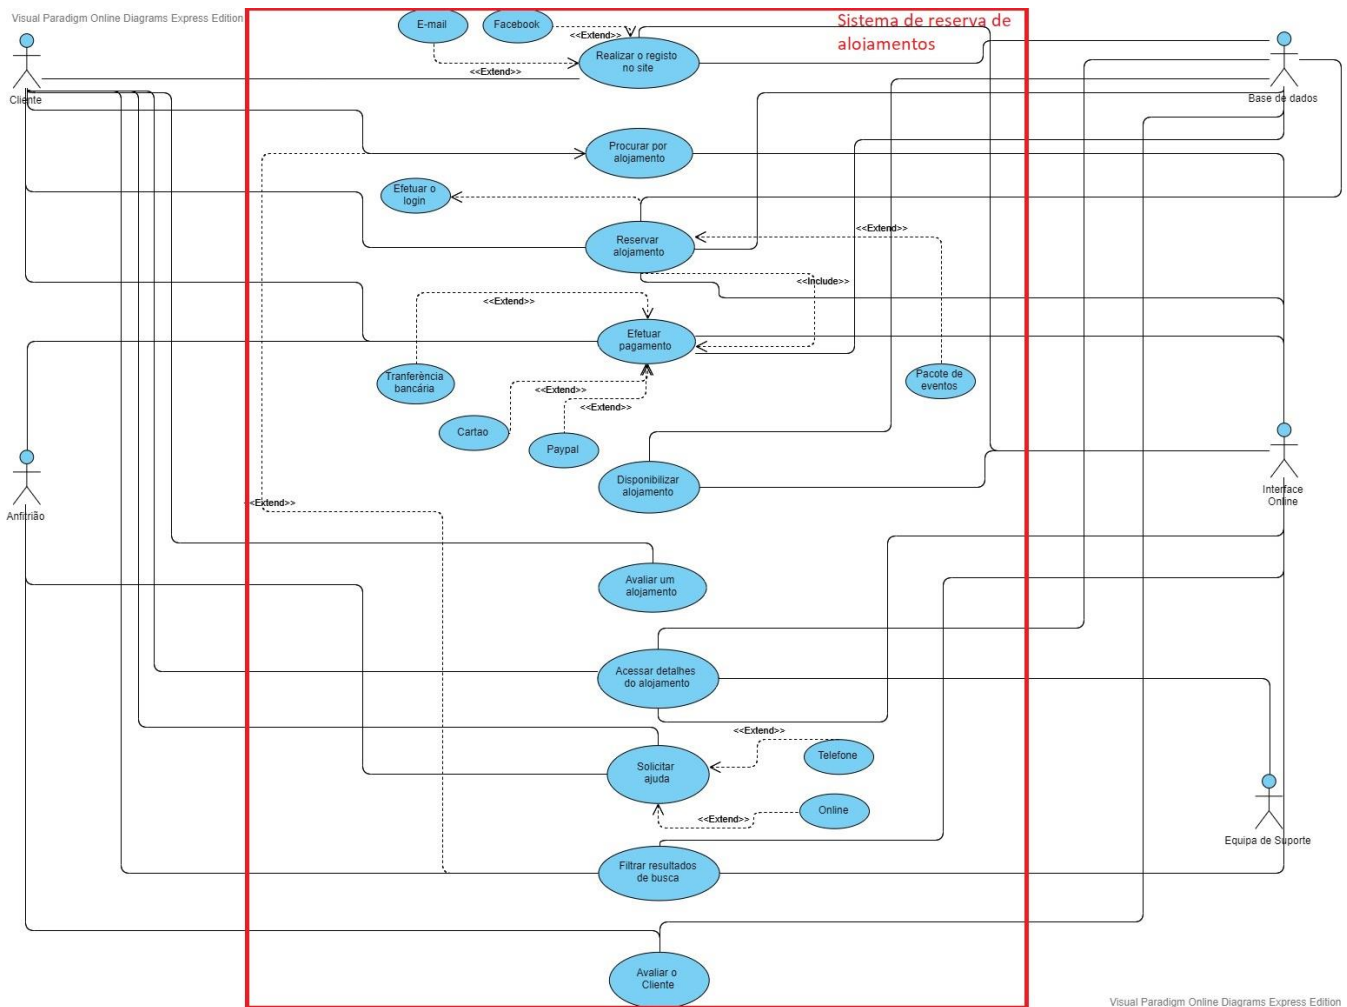 Visual Paradigm Online Diagrams Express Edition
E-mail
Facebook
Sistema de reserva de
alojamentos
<<Extend>>
Realizar o registo
no site
<<Extend>>
Cliente
Base de dados
Procurar por
alojamento
Efetuar o
login
<<Extend>>
Reservar
alojamento
<<Include>>
<<Extend>>
Efetuar
pagamento
Tranferència
bancária
<<Extend>>
Pacote de
eventos
<<Extend>>
Cartao
Paypal
Disponibilizar
alojamento
Interface
Online
<<Extend>>
Anfitrião
Avaliar um
alojamento
Acessar detalhes
do alojamento
<<Extend>>
Telefone
Solicitar
ajuda
Online
<<Extend>>
Equipa de Suporte
Filtrar resultados
de busca
Avaliar o
Cliente
Visual Paradigm Online Diagrams Express Edition